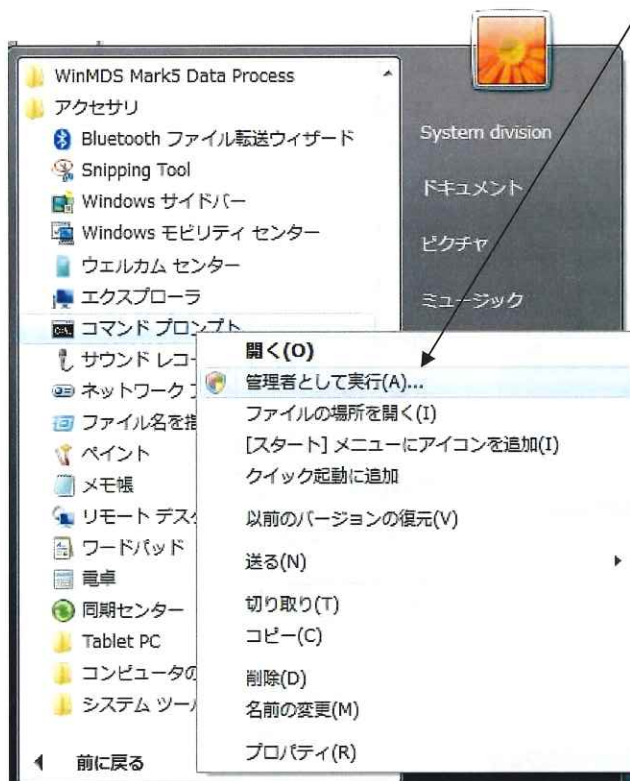 WinMDS Mark5 Data Process
アクセサリ
Bluetooth ファイル転送ウィザード
Snipping Tool
Windows サイドバー
Windows モビリティ センター
ウエルカム センター
エクスプローラ
コマンド プロンプト
サウンド レコー
ネットワーク
ファイル名を指
ペイント
メモ帳
リモート デスク
ワードパッド
電卓
同期センター
Tablet PC
コンピュータの
システム ツー
前に戻る
System division
ドキュメント
ピクチャ
ミュージック
開く(O)
管理者として実行(A)...
ファイルの場所を開く(I)
[スタート] メニューにアイコンを追加(I)
クイック起動に追加
以前のバージョンの復元(V)
送る(N)
切り取り(T)
コピー(C)
削除(D)
名前の変更(M)
プロパティ(R)